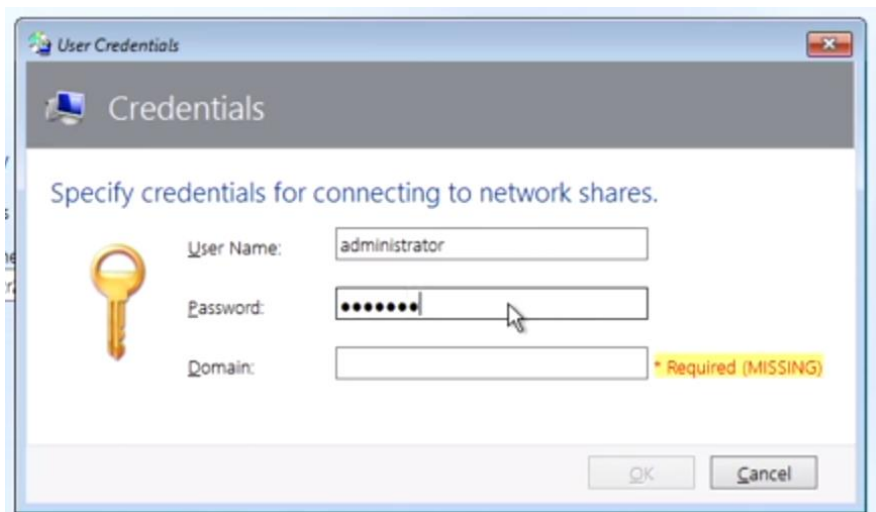 User Credentials
Credentials
Specify credentials for connecting to network shares.
User Name: administrator
Password: •••••••
Domain: * Required (MISSING)
OK Cancel